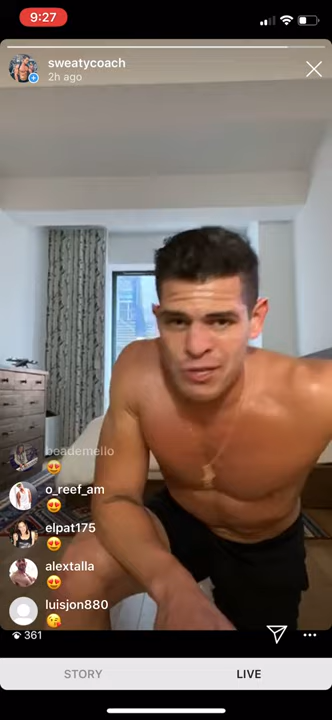 9:27
sweatycoach
2h ago
beademello
😍
o_reef_am
😍
elpat175
😍
alextalla
😍
luisjon880
😘
361
STORY
LIVE